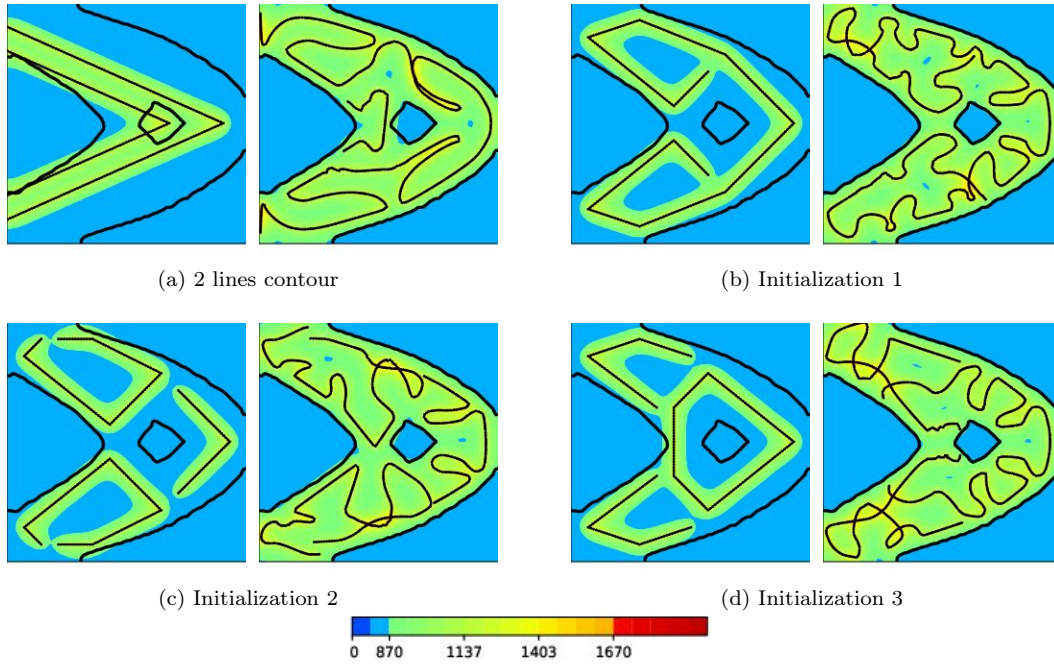 (a) 2 lines contour
(b) Initialization 1
(c) Initialization 2
(d) Initialization 3
0 870 1137 1403 1670